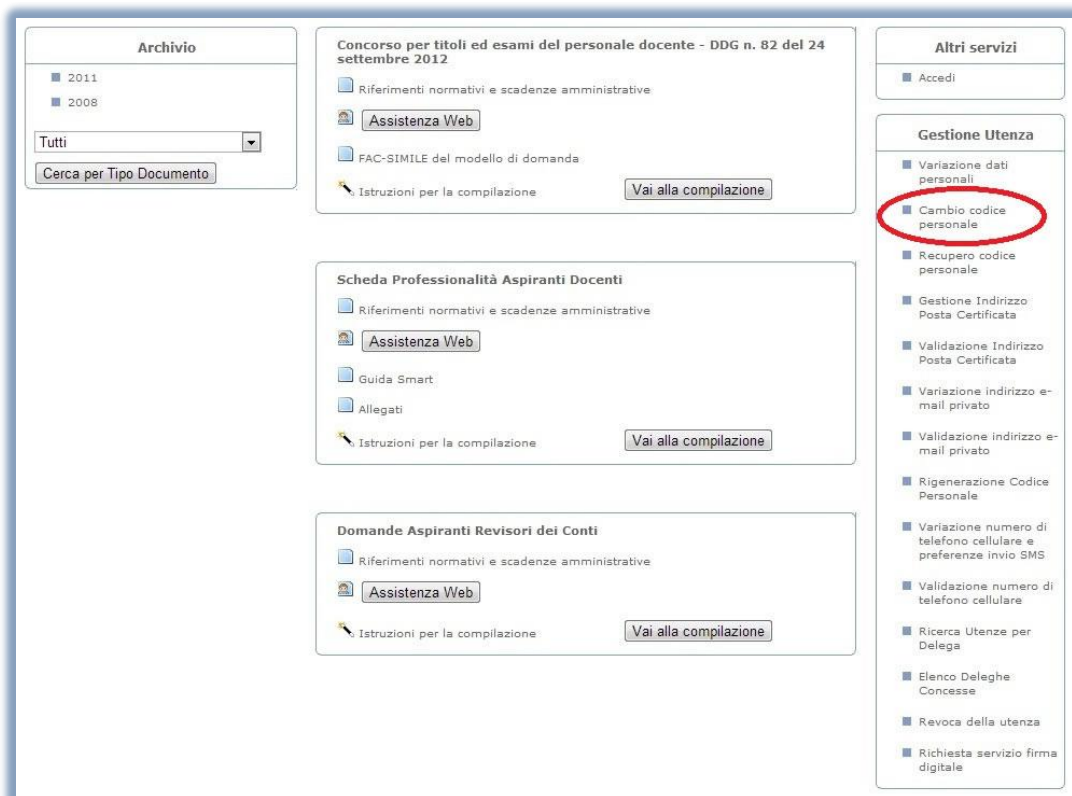 Archivio
2011
2008
Tutti
Cerca per Tipo Documento
Concorso per titoli ed esami del personale docente - DDG n. 82 del 24
settembre 2012
Riferimenti normativi e scadenze amministrative
Assistenza Web
FAC-SIMILE del modello di domanda
Istruzioni per la compilazione
Vai alla compilazione
Scheda Professionalità Aspiranti Docenti
Riferimenti normativi e scadenze amministrative
Assistenza Web
Guida Smart
Allegati
Istruzioni per la compilazione
Vai alla compilazione
Domande Aspiranti Revisori dei Conti
Riferimenti normativi e scadenze amministrative
Assistenza Web
Istruzioni per la compilazione
Vai alla compilazione
Altri servizi
Accedi
Gestione Utenza
Variazione dati
personali
Cambio codice
personale
Recupero codice
personale
Gestione Indirizzo
Posta Certificata
Validazione Indirizzo
Posta Certificata
Variazione indirizzo e-
mail privato
Validazione indirizzo e-
mail privato
Rigenerazione Codice
Personale
Variazione numero di
telefono cellulare e
preferenze invio SMS
Validazione numero di
telefono cellulare
Ricerca Utenze per
Delega
Elenco Deleghe
Concesse
Revoca della utenza
Richiesta servizio firma
digitale